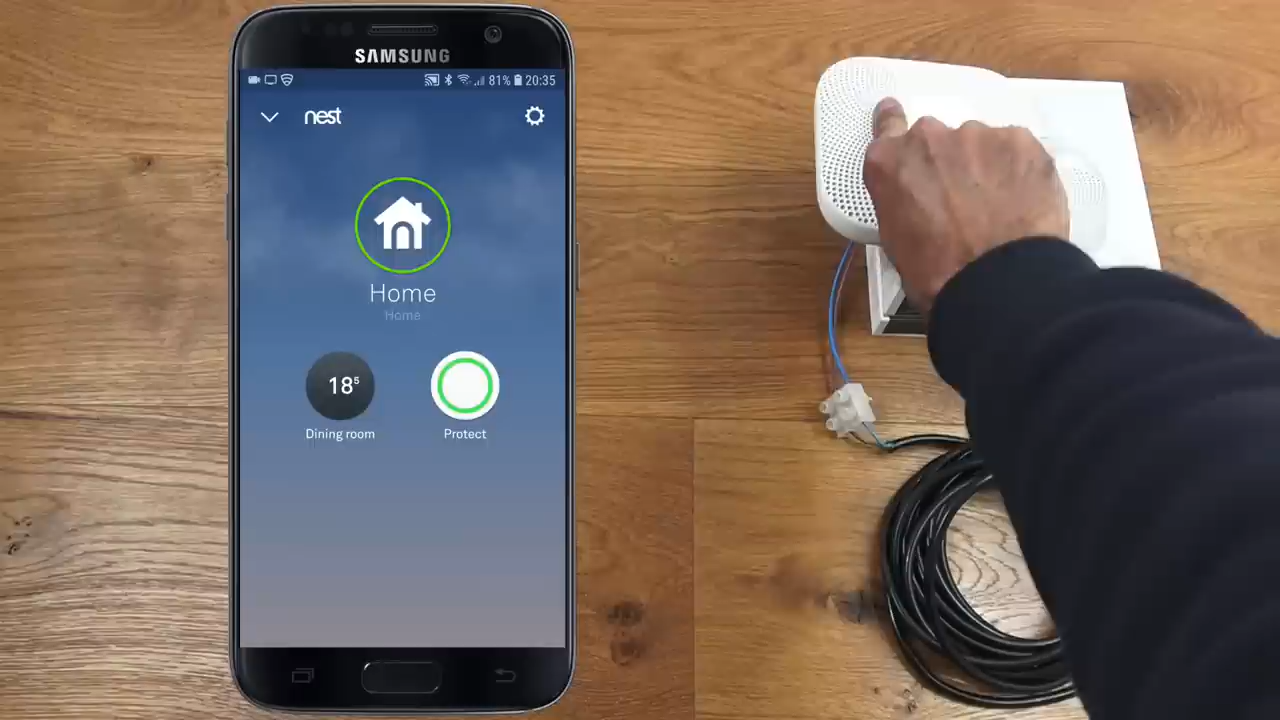 SAMSUNG
81% 20:35
nest
Home
Home
18⁵
Dining room
Protect